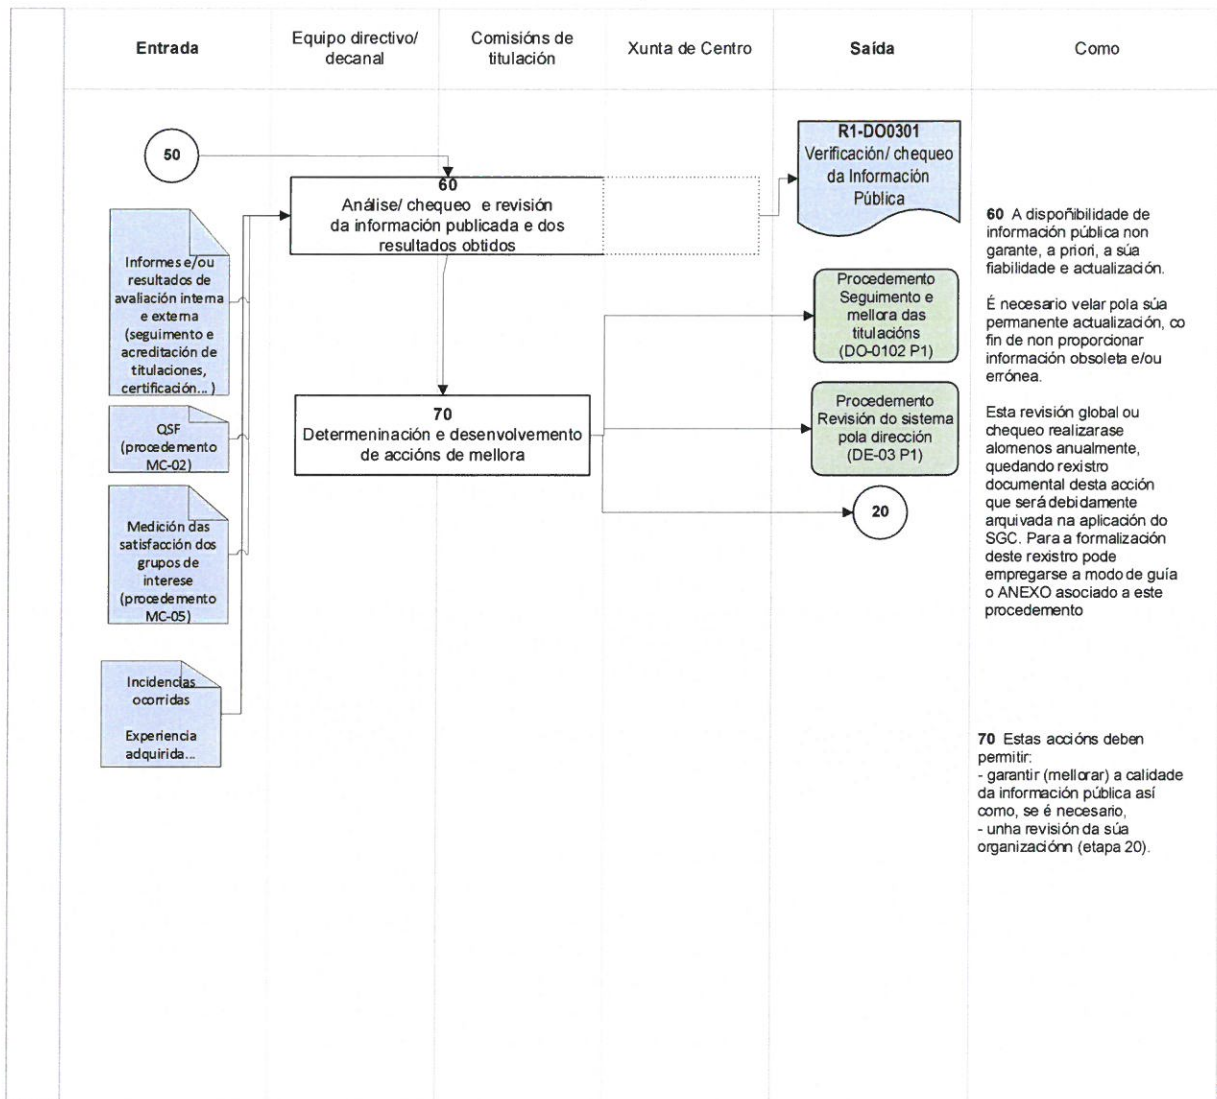 Entrada
Equipo directivo/
decanal
Comisións de
titulación
Xunta de Centro
Saída
Como
50
60
Análise/ chequeo e revisión
da información publicada e dos
resultados obtidos
R1-DO0301
Verificación/ chequeo
da Información
Pública
Informes e/ou
resultados de
avaliación interna
e externa
(seguimento e
acreditación de
titulaciones,
certificación... )
QSF
(procedemento
MC-02)
Medición das
satisfacción dos
grupos de
interese
(procedemento
MC-05)
Incidencias
ocorridas
Experiencia
adquirida...
70
Determeninación e desenvolvemento
de accións de mellora
Procedemento
Seguimento e
mellora das
titulacións
(DO-0102 P1)
Procedemento
Revisión do sistema
pola dirección
(DE-03 P1)
20
60 A dispoñibilidade de
información pública non
garante, a priori, a súa
fiabilidade e actualización.
É necesario velar pola súa
permanente actualización, co
fin de non proporcionar
información obsoleta e/ou
errónea.
Esta revisión global ou
chequeo realizarase
alomenos anualmente,
quedando rexistro
documental desta acción
que será debidamente
arquivada na aplicación do
SGC. Para a formalización
deste rexistro pode
empregarse a modo de guía
o ANEXO asociado a este
procedemento
70 Estas accións deben
permitir:
- garantir (mellorar) a calidade
da información pública así
como, se é necesario,
- unha revisión da súa
organizaciónn (etapa 20).